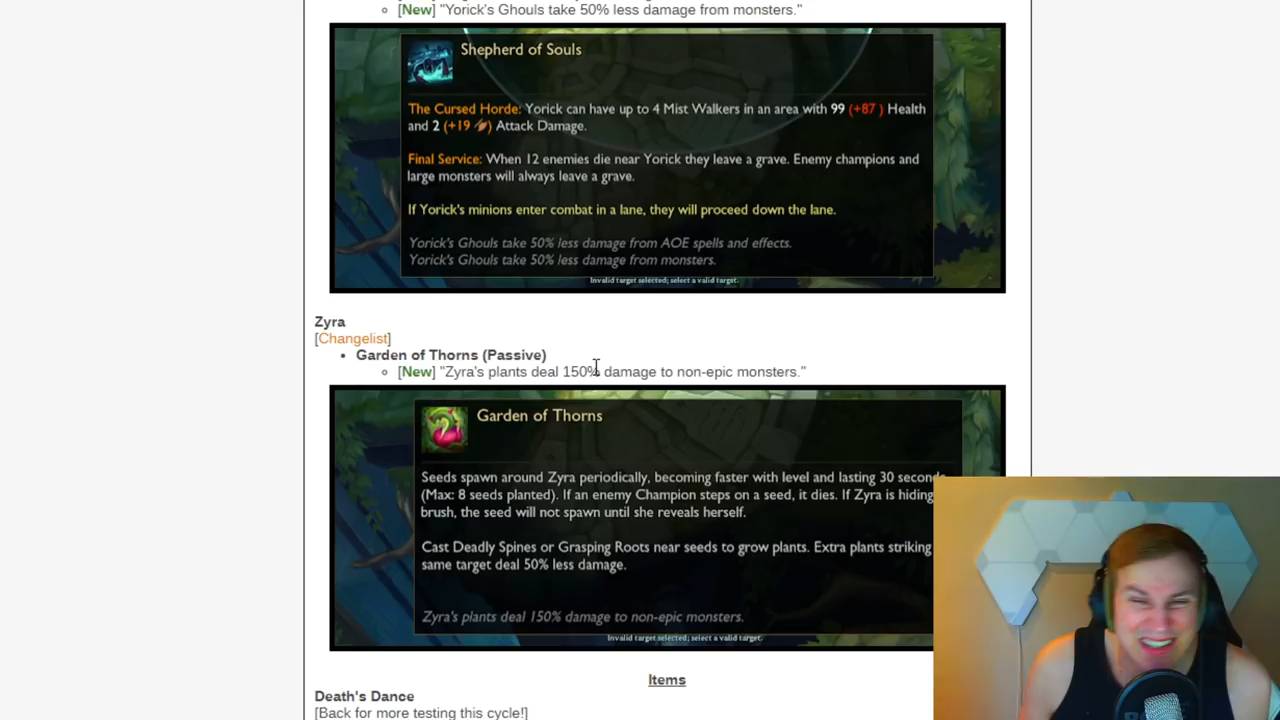 [New] "Yorick's Ghouls take 50% less damage from monsters."
Shepherd of Souls
The Cursed Horde: Yorick can have up to 4 Mist Walkers in an area with 99 (+87 ) Health
and 2 (+19 ) Attack Damage.
Final Service: When 12 enemies die near Yorick they leave a grave. Enemy champions and
large monsters will always leave a grave.
If Yorick's minions enter combat in a lane, they will proceed down the lane.
Yorick's Ghouls take 50% less damage from AOE spells and effects.
Yorick's Ghouls take 50% less damage from monsters.
Invalid target selected; select a valid target.
Zyra
[Changelist]
• Garden of Thorns (Passive)
[New] "Zyra's plants deal 150% damage to non-epic monsters."
Garden of Thorns
Seeds spawn around Zyra periodically, becoming faster with level and lasting 30 seconds
(Max: 8 seeds planted). If an enemy Champion steps on a seed, it dies. If Zyra is hiding
brush, the seed will not spawn until she reveals herself.
Cast Deadly Spines or Grasping Roots near seeds to grow plants. Extra plants striking
same target deal 50% less damage.
Zyra's plants deal 150% damage to non-epic monsters.
Invalid target selected; select a valid target.
Items
Death's Dance
[Back for more testing this cycle!]